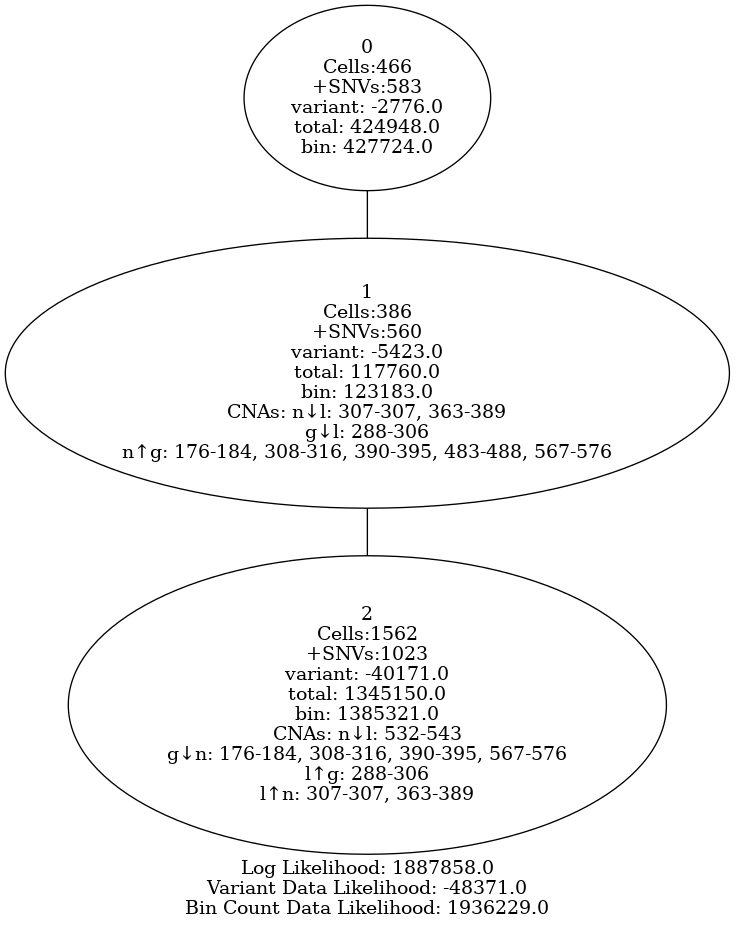 0
Cells:466
+SNVs:583
variant: -2776.0
total: 424948.0
bin: 427724.0
1
Cells:386
+SNVs:560
variant: -5423.0
total: 117760.0
bin: 123183.0
CNAs: n↓l: 307-307, 363-389
g↓l: 288-306
n↑g: 176-184, 308-316, 390-395, 483-488, 567-576
2
Cells:1562
+SNVs:1023
variant: -40171.0
total: 1345150.0
bin: 1385321.0
CNAs: n↓l: 532-543
g↓n: 176-184, 308-316, 390-395, 567-576
l↑g: 288-306
l↑n: 307-307, 363-389
Log Likelihood: 1887858.0
Variant Data Likelihood: -48371.0
Bin Count Data Likelihood: 1936229.0